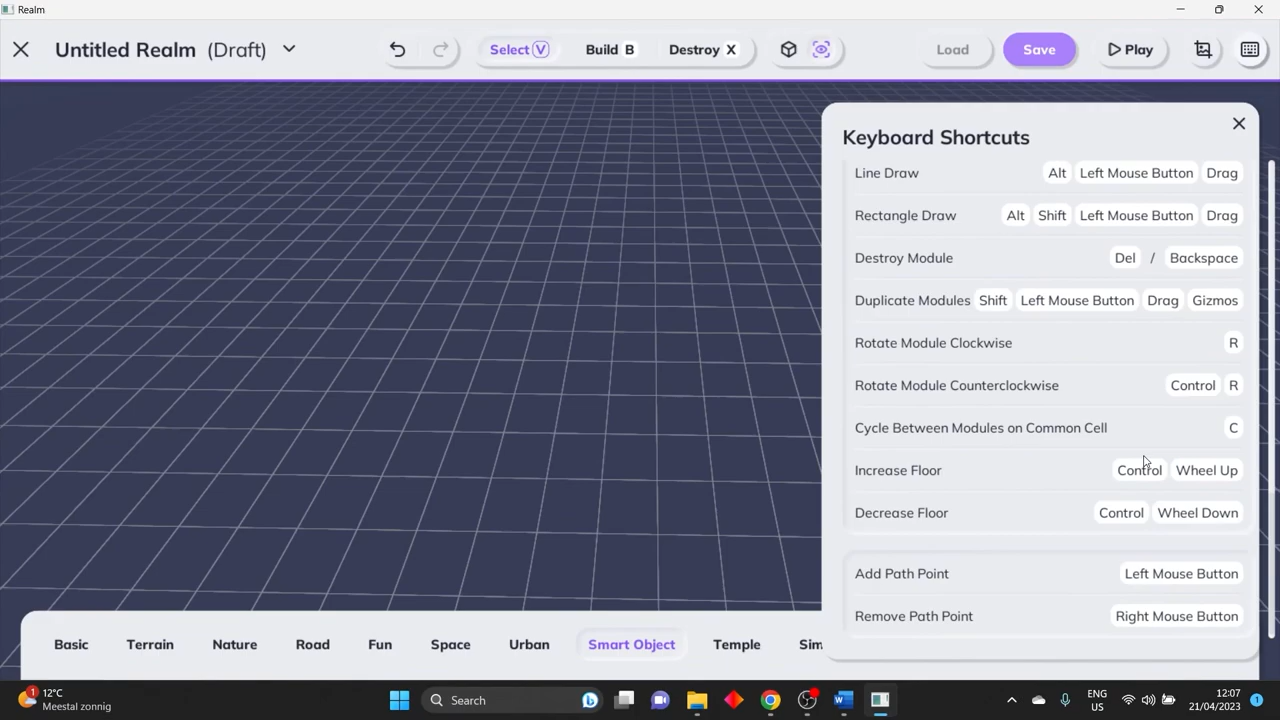 Realm
Untitled Realm (Draft) Select V Build B Destroy X Load Save Play
Keyboard Shortcuts
Line Draw Alt Left Mouse Button Drag
Rectangle Draw Alt Shift Left Mouse Button Drag
Destroy Module Del / Backspace
Duplicate Modules Shift Left Mouse Button Drag Gizmos
Rotate Module Clockwise R
Rotate Module Counterclockwise Control R
Cycle Between Modules on Common Cell C
Increase Floor Control Wheel Up
Decrease Floor Control Wheel Down
Add Path Point Left Mouse Button
Remove Path Point Right Mouse Button
Basic Terrain Nature Road Fun Space Urban Smart Object Temple Sim
1 12°C
Meestal zonnig
Search
ENG
US
12:07
21/04/2023
1